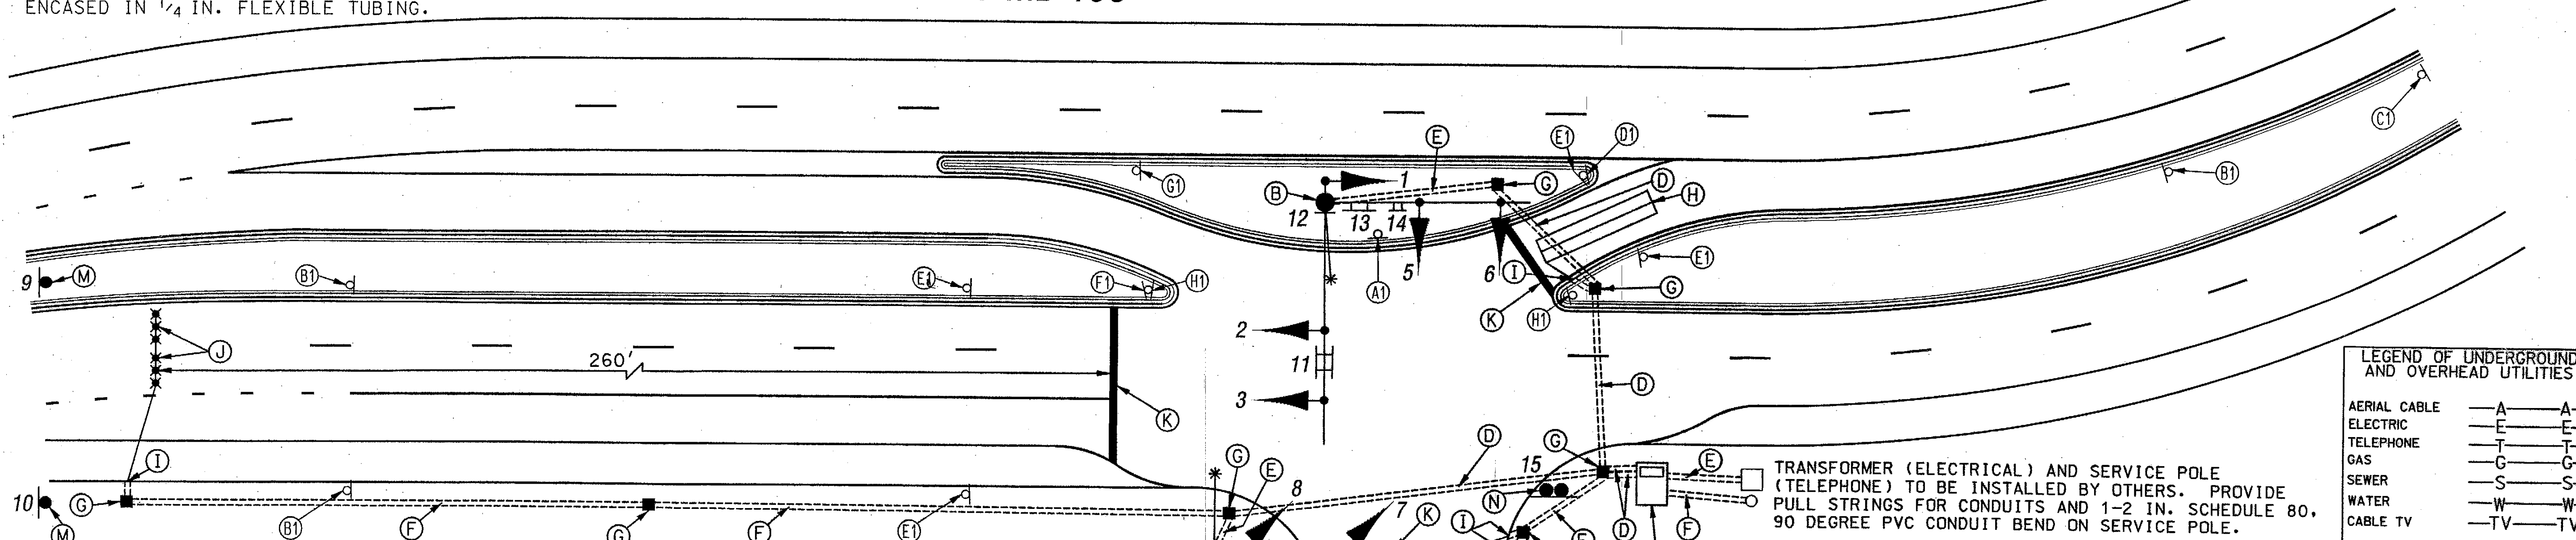 ENCASED IN 1/4 IN. FLEXIBLE TUBING.
E
E1
D1
G1
1
G
D
H
C1
B
12
13
14
B1
9
M
B1
E1
F1
H1
A1
5
6
I
E1
K
G
H1
J
2
260'
11
D
3
K
LEGEND OF UNDERGROUND
AND OVERHEAD UTILITIES
AERIAL CABLE A A
ELECTRIC E E
TELEPHONE T T
GAS G G
SEWER S S
WATER W W
CABLE TV TV TV
I
G
E
D
G
15
E
TRANSFORMER (ELECTRICAL) AND SERVICE POLE
(TELEPHONE) TO BE INSTALLED BY OTHERS. PROVIDE
PULL STRINGS FOR CONDUITS AND 1-2 IN. SCHEDULE 80,
90 DEGREE PVC CONDUIT BEND ON SERVICE POLE.
10
G
8
N
7
K
I
M
B1
F
G
F
E1
D
F